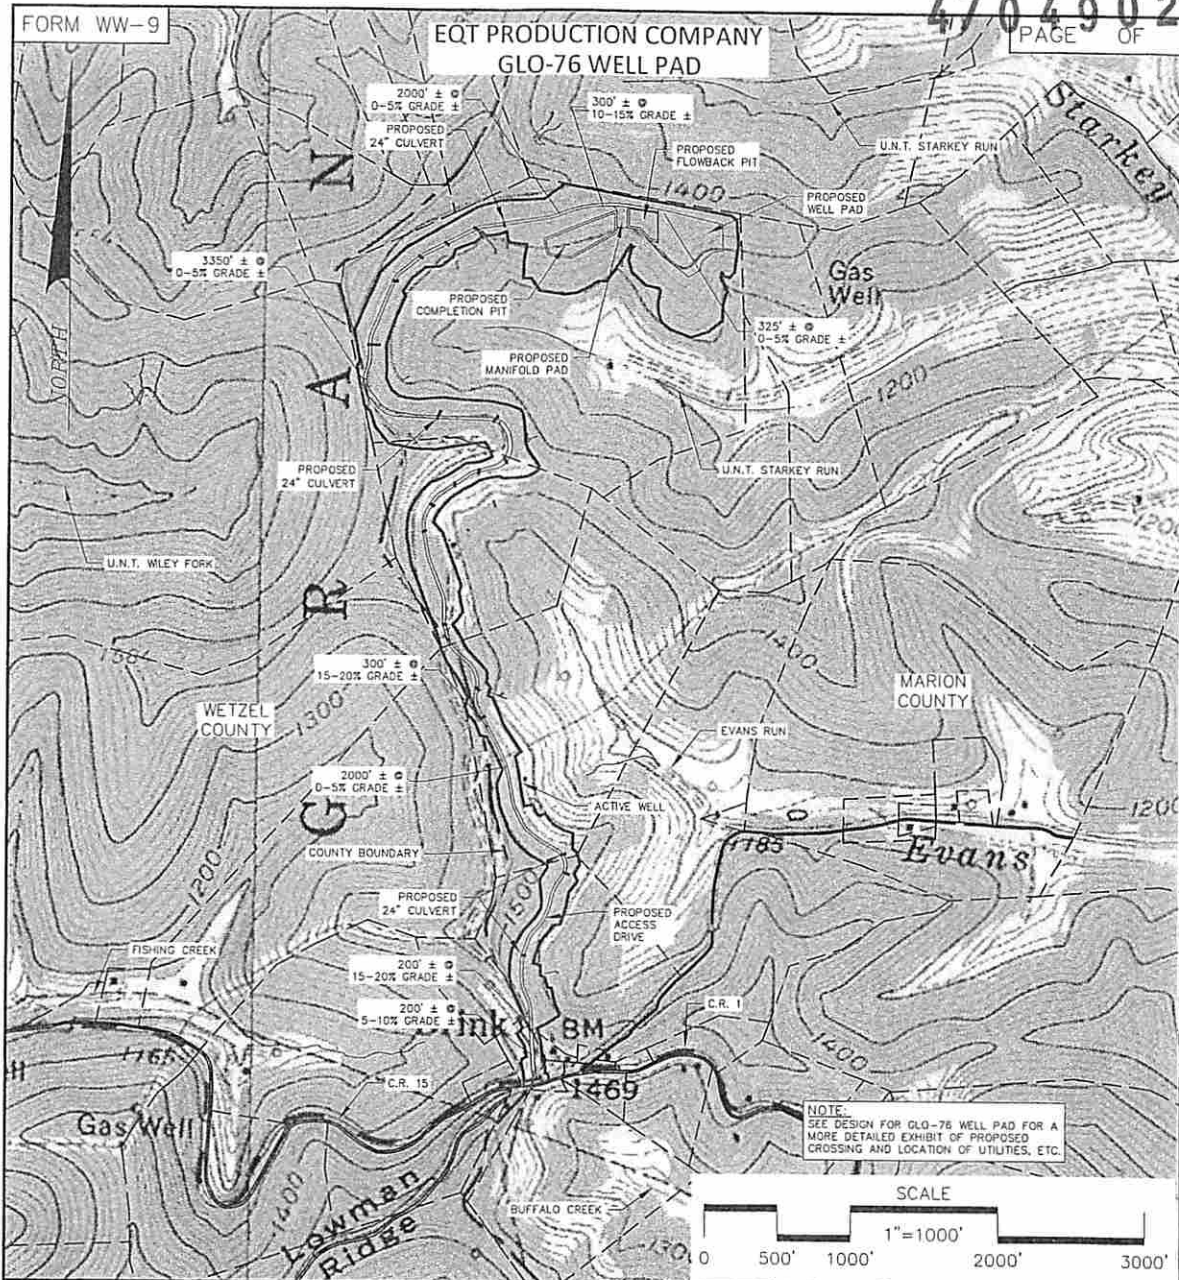 FORM WW-9
4704902
PAGE OF
EQT PRODUCTION COMPANY
GLO-76 WELL PAD
2000' ± @
0-5% GRADE ±
300' ± @
10-15% GRADE ±
PROPOSED
24" CULVERT
PROPOSED
FLOWBACK PIT
U.N.T. STARKEY RUN
Starkey
1400
PROPOSED
WELL PAD
3350' ± @
0-5% GRADE ±
Gas
Well
PROPOSED
COMPLETION PIT
325' ± @
0-5% GRADE ±
NORTH
PROPOSED
MANIFOLD PAD
1200
PROPOSED
24" CULVERT
U.N.T. STARKEY RUN
1200
U.N.T. WILEY FORK
G R A N
1400
300' ± @
15-20% GRADE ±
MARION
COUNTY
WETZEL
COUNTY
1300
EVANS RUN
2000' ± @
0-5% GRADE ±
ACTIVE WELL
1200
COUNTY BOUNDARY
1185
Evans
1200
1500
PROPOSED
24" CULVERT
PROPOSED
ACCESS
DRIVE
FISHING CREEK
200' ± @
15-20% GRADE ±
200' ± @
5-10% GRADE ±
C.R. 1
BM
1469
1400
1165
C.R. 15
Gas Well
NOTE:
SEE DESIGN FOR GLO-76 WELL PAD FOR A
MORE DETAILED EXHIBIT OF PROPOSED
CROSSING AND LOCATION OF UTILITIES, ETC.
1400
Lowman
Ridge
BUFFALO CREEK
1300
SCALE
1"=1000'
0 500' 1000' 2000' 3000'